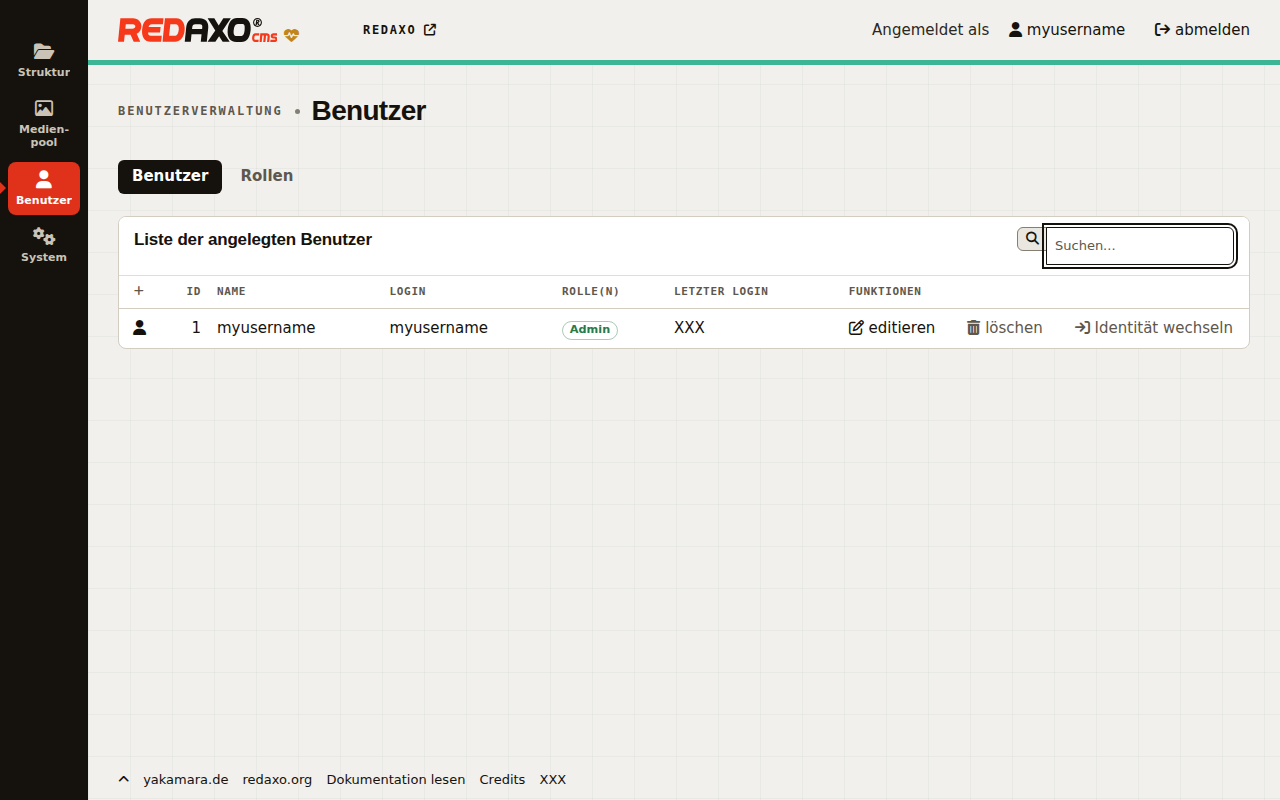 REDAXO® cms
REDAXO
Angemeldet als myusername abmelden
Struktur
Medien-
pool
Benutzer
System
BENUTZERVERWALTUNG • Benutzer
Benutzer Rollen
Liste der angelegten Benutzer
Suchen...
+ ID NAME LOGIN ROLLE(N) LETZTER LOGIN FUNKTIONEN
1 myusername myusername Admin XXX editieren löschen Identität wechseln
yakamara.de redaxo.org Dokumentation lesen Credits XXX